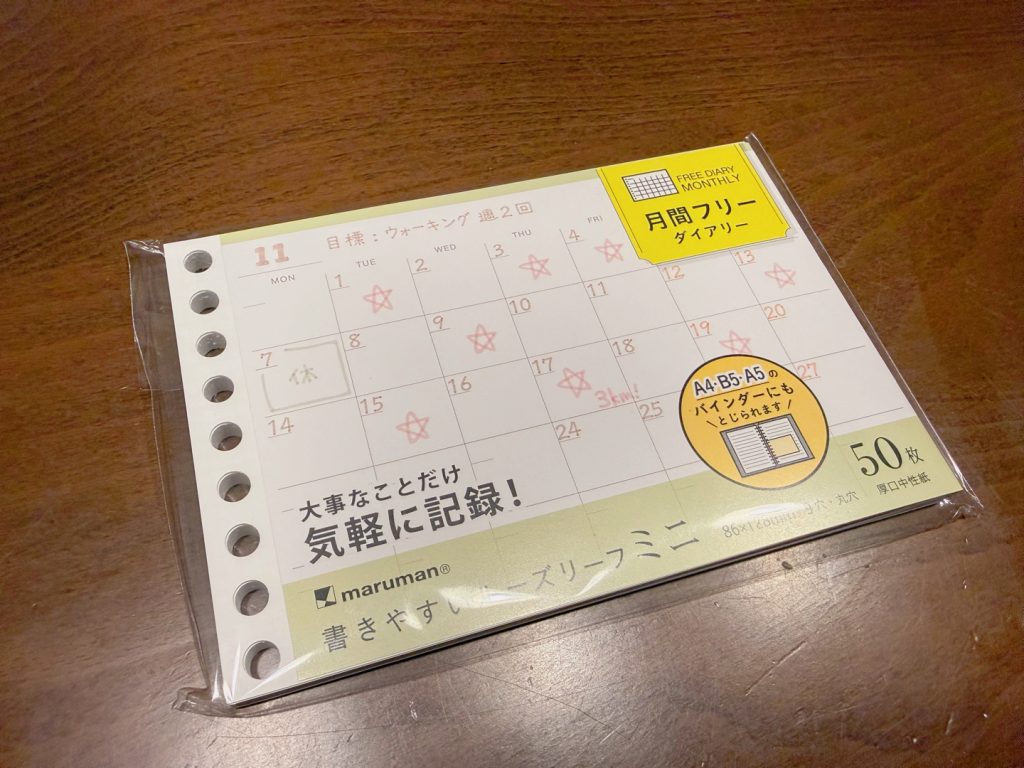 FREE DIARY
MONTHLY
月間フリー
ダイアリー
11
目標：ウォーキング 週2回
MON TUE WED THU FRI
1 2 3 4
7 8 9 10 11 12 13
休
14 15 16 17 18 19 20
3km!
24 25 27
A4・B5・A5の
バインダーにも
\とじられます/
大事なことだけ
気軽に記録！
50枚
厚口中性紙
maruman®
書きやすい ーズリーフミニ
穴・丸穴